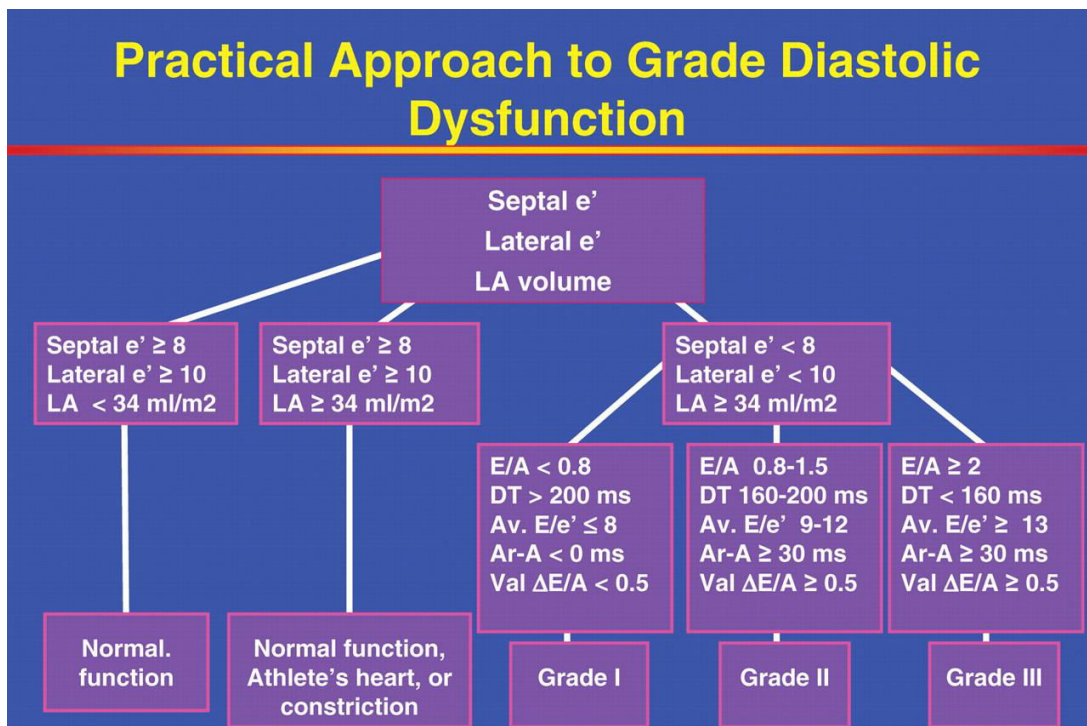 Practical Approach to Grade Diastolic
Dysfunction
Septal e’
Lateral e’
LA volume
Septal e’ ≥ 8
Lateral e’ ≥ 10
LA < 34 ml/m2
Septal e’ ≥ 8
Lateral e’ ≥ 10
LA ≥ 34 ml/m2
Septal e’ < 8
Lateral e’ < 10
LA ≥ 34 ml/m2
E/A < 0.8
DT > 200 ms
Av. E/e’ ≤ 8
Ar-A < 0 ms
Val ΔE/A < 0.5
E/A 0.8-1.5
DT 160-200 ms
Av. E/e’ 9-12
Ar-A ≥ 30 ms
Val ΔE/A ≥ 0.5
E/A ≥ 2
DT < 160 ms
Av. E/e’ ≥ 13
Ar-A ≥ 30 ms
Val ΔE/A ≥ 0.5
Normal.
function
Normal function,
Athlete’s heart, or
constriction
Grade I
Grade II
Grade III